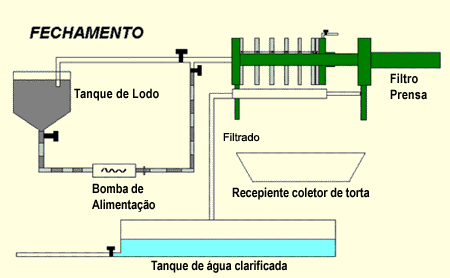 FECHAMENTO
Tanque de Lodo
Filtro
Prensa
Filtrado
Bomba de
Alimentação
Recepiente coletor de torta
Tanque de água clarificada